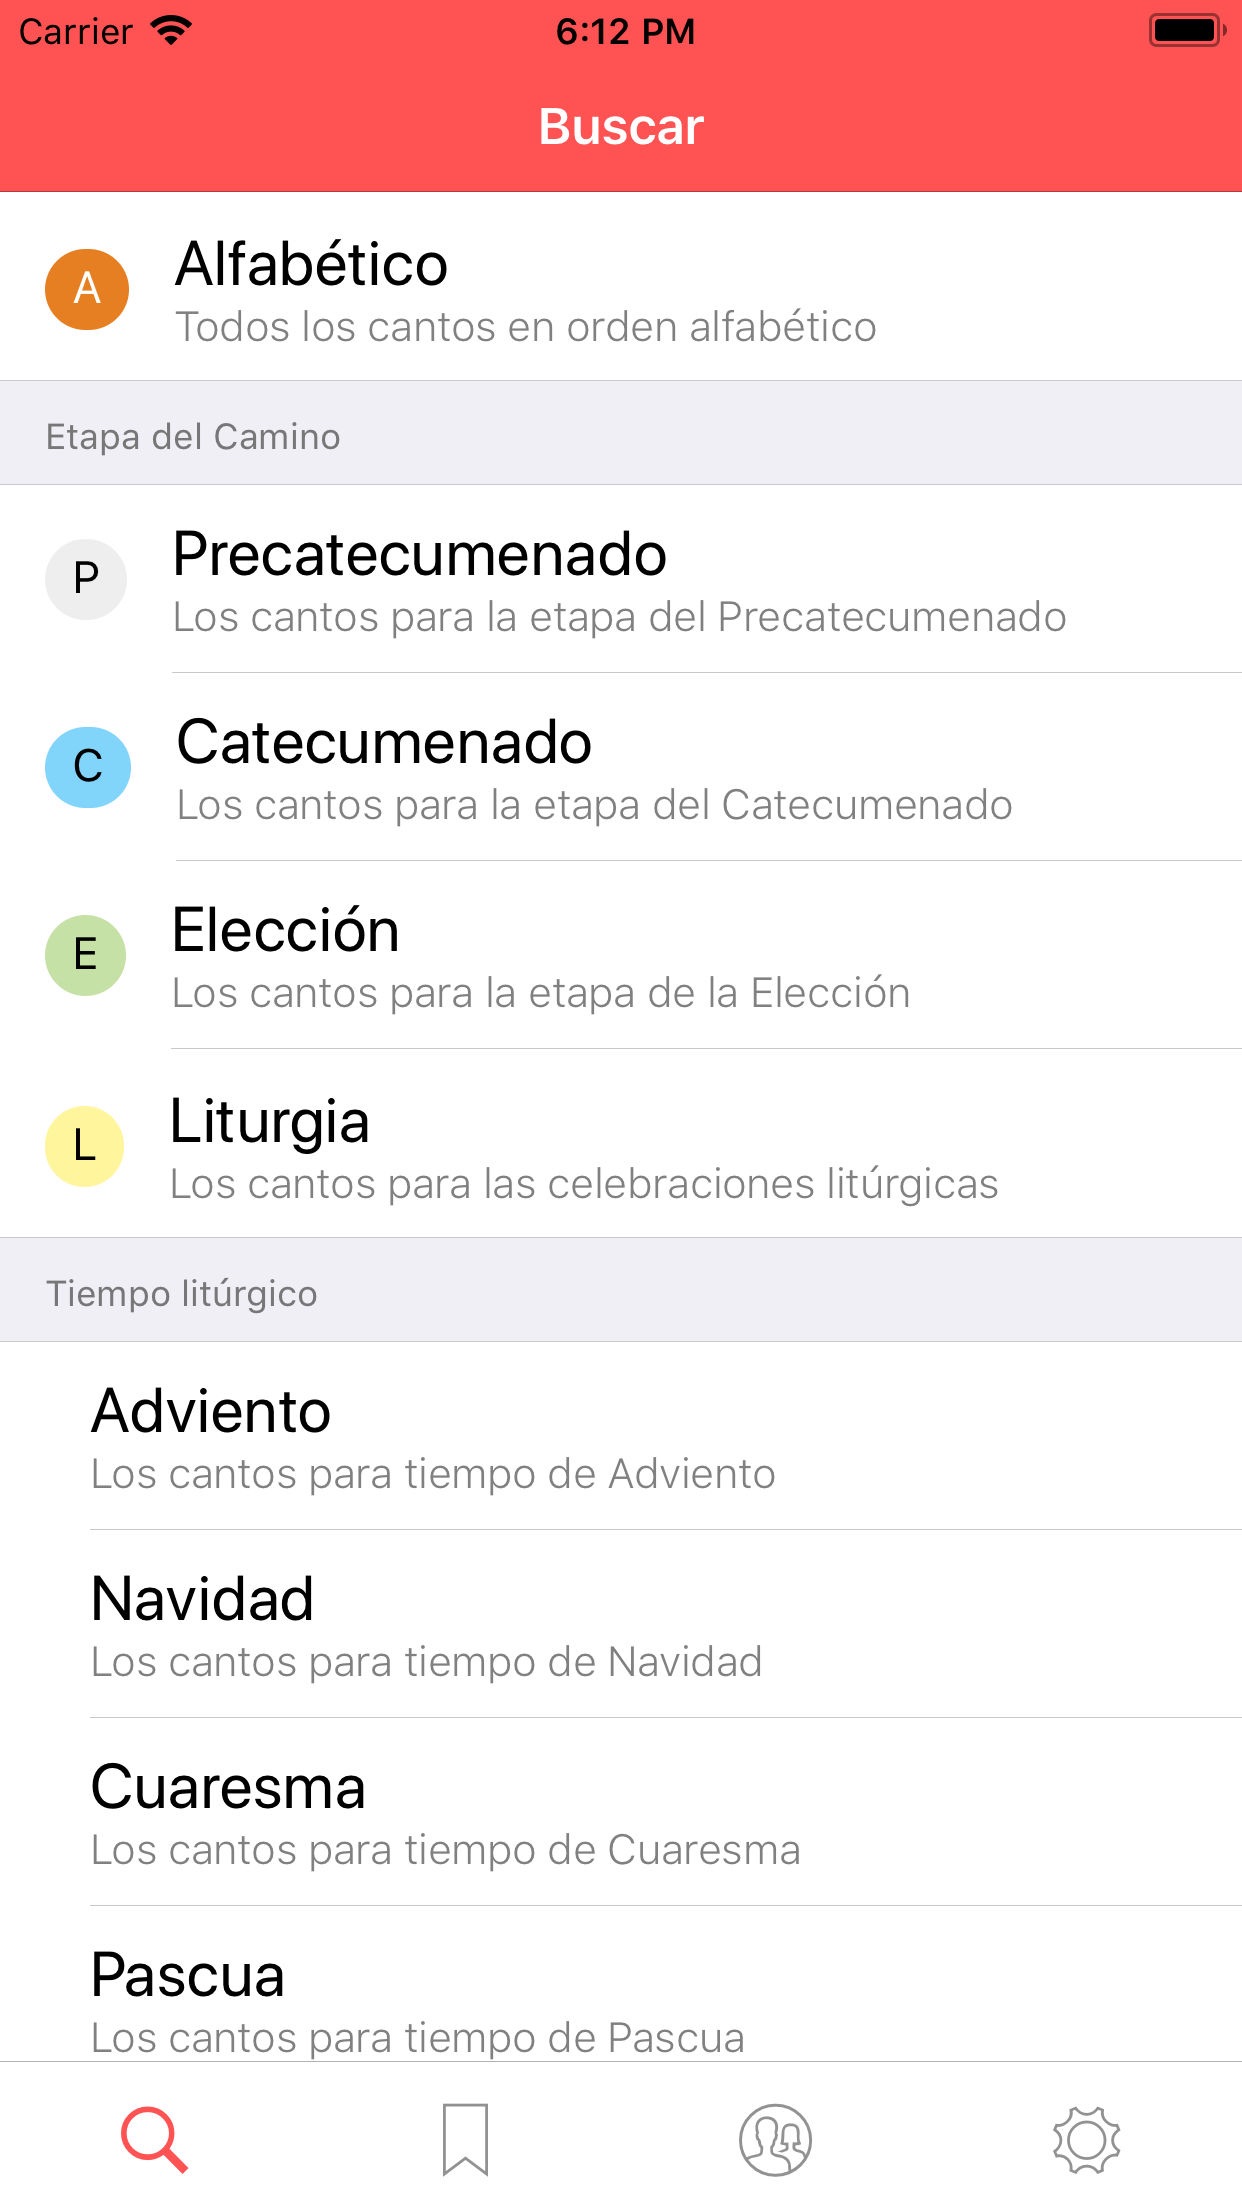 Carrier 6:12 PM
Buscar
A
Alfabético
Todos los cantos en orden alfabético
Etapa del Camino
P
Precatecumenado
Los cantos para la etapa del Precatecumenado
C
Catecumenado
Los cantos para la etapa del Catecumenado
E
Elección
Los cantos para la etapa de la Elección
L
Liturgia
Los cantos para las celebraciones litúrgicas
Tiempo litúrgico
Adviento
Los cantos para tiempo de Adviento
Navidad
Los cantos para tiempo de Navidad
Cuaresma
Los cantos para tiempo de Cuaresma
Pascua
Los cantos para tiempo de Pascua